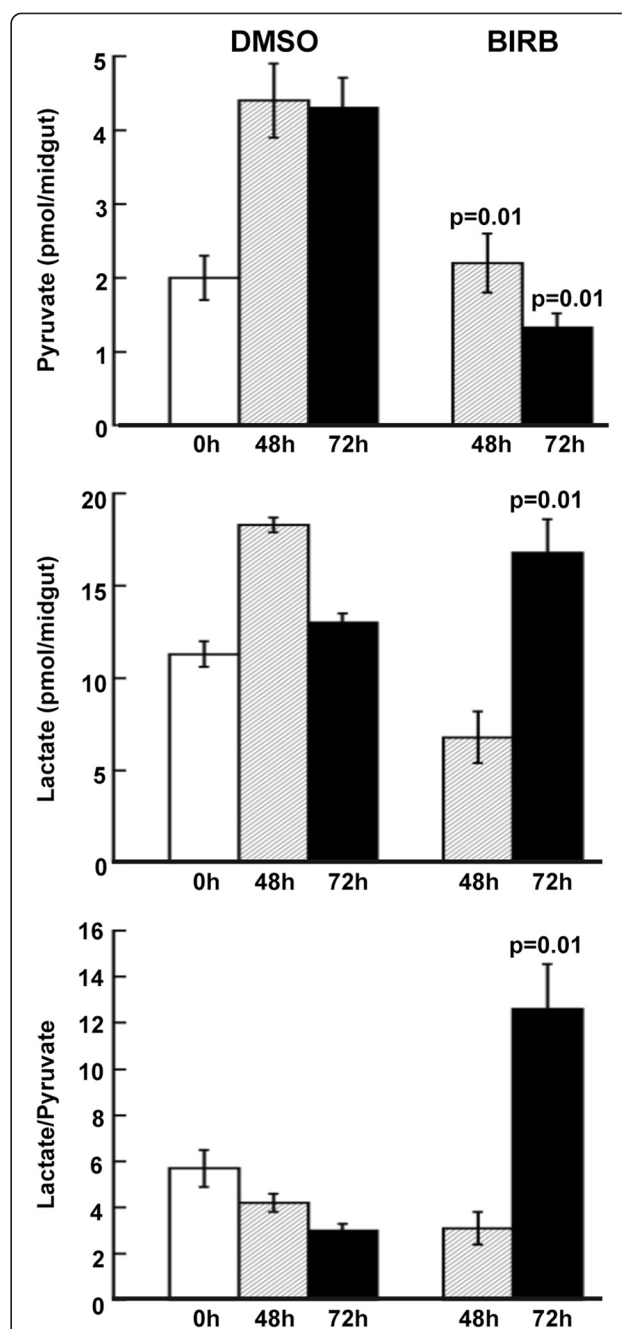 DMSO BIRB
Pyruvate (pmol/midgut)
5
4
3
2
1
0
p=0.01
p=0.01
0h 48h 72h 48h 72h
Lactate (pmol/midgut)
20
15
10
5
0
p=0.01
0h 48h 72h 48h 72h
Lactate/Pyruvate
16
14
12
10
8
6
4
2
0
p=0.01
0h 48h 72h 48h 72h